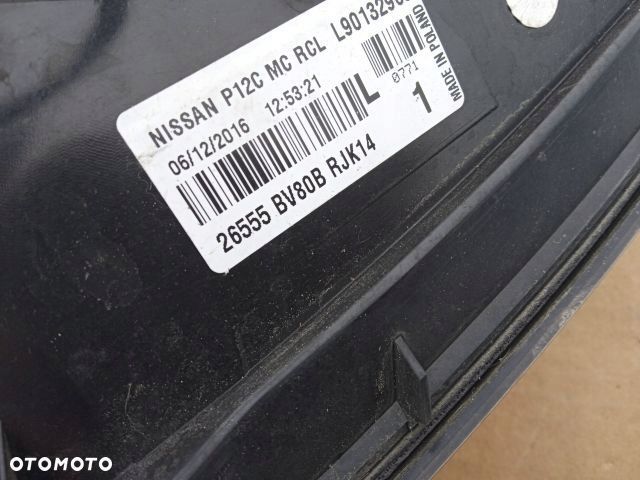 NISSAN P12C MC RCL
06/12/2016 12:53:21
L
0771
1
MADE IN POLAND
26555 BV80B RJK14
OTOMOTO